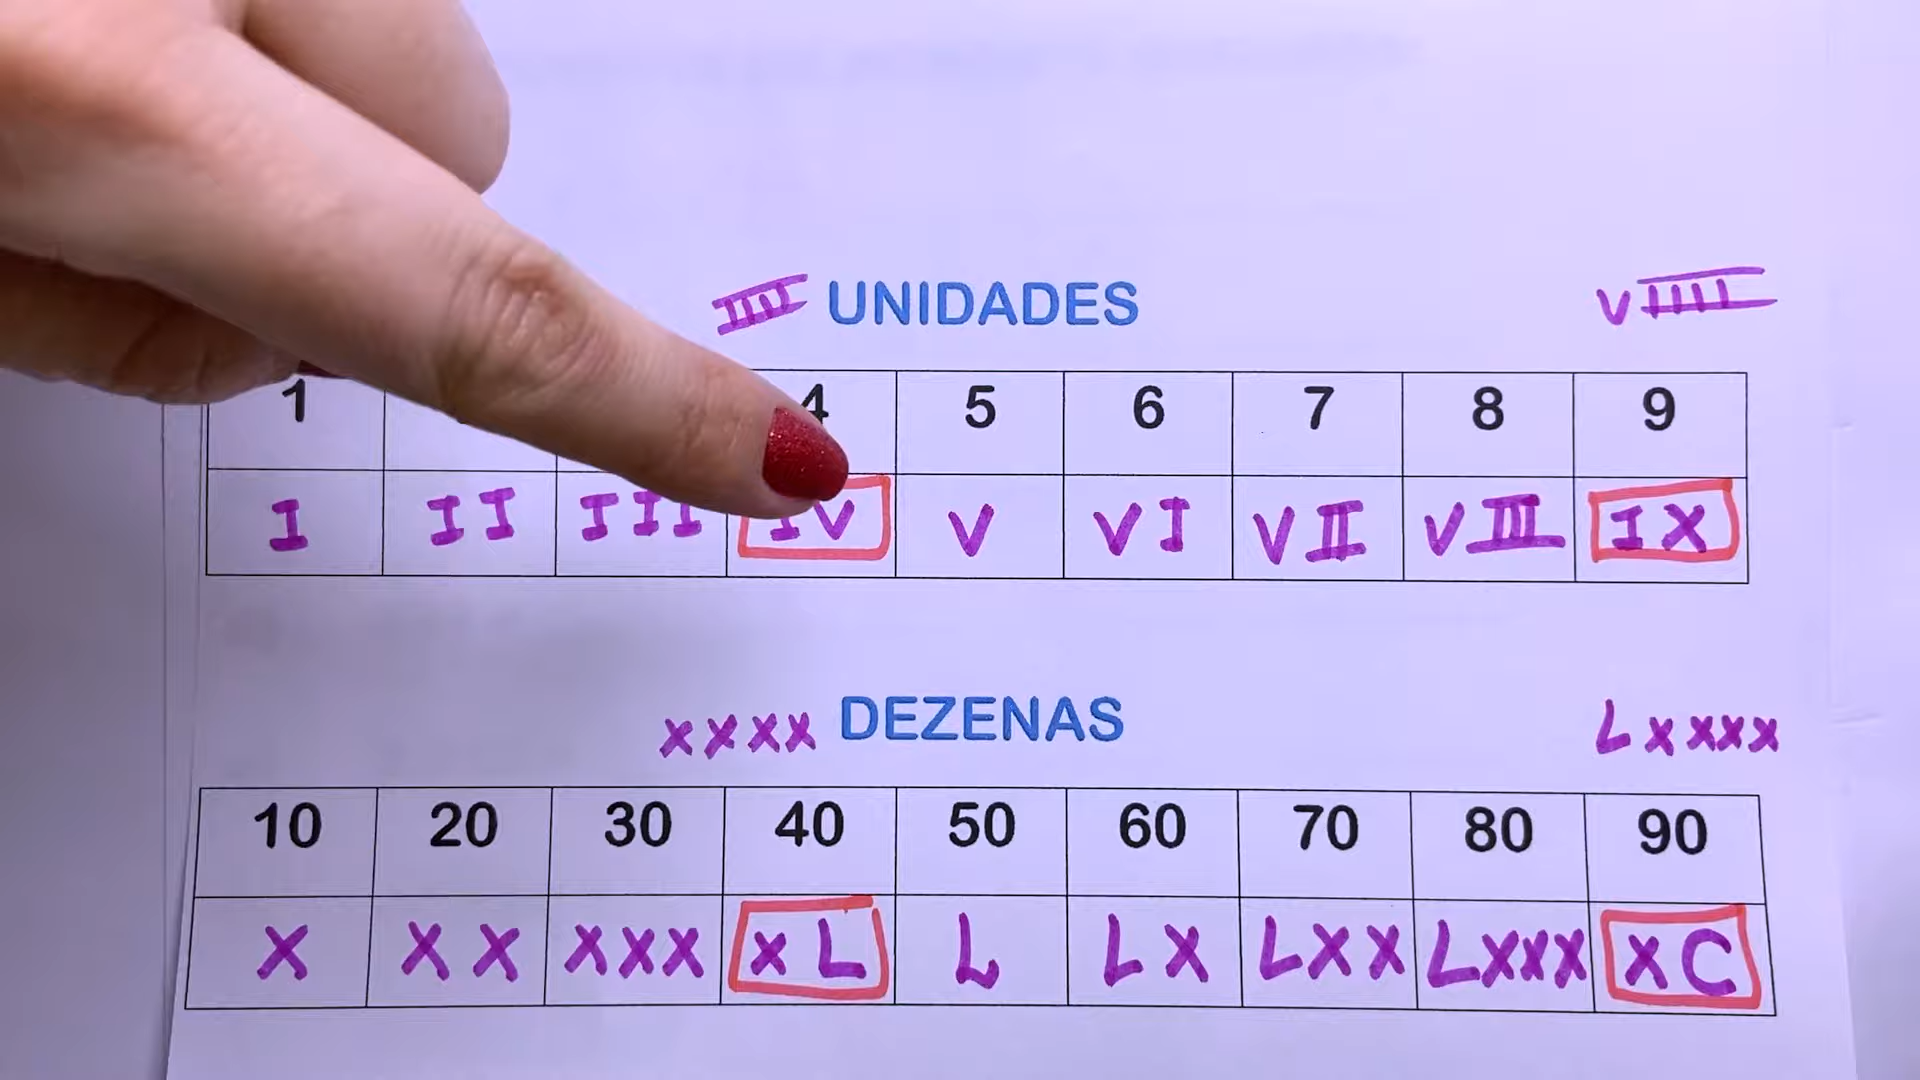 IIII UNIDADES VIIII
1 4 5 6 7 8 9
I II III IV V VI VII VIII IX
xxxx DEZENAS Lxxxx
10 20 30 40 50 60 70 80 90
X XX XXX XL L LX LXX LXXX XC